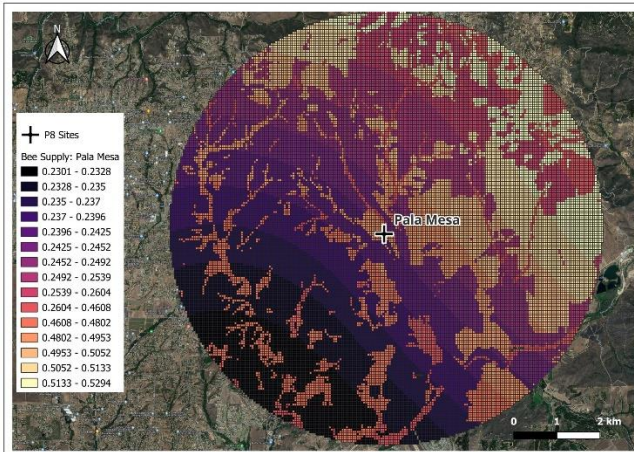 N
P8 Sites
Bee Supply: Pala Mesa
0.2301 - 0.2328
0.2328 - 0.235
0.235 - 0.237
0.237 - 0.2396
0.2396 - 0.2425
0.2425 - 0.2452
0.2452 - 0.2492
0.2492 - 0.2539
0.2539 - 0.2604
0.2604 - 0.4608
0.4608 - 0.4802
0.4802 - 0.4953
0.4953 - 0.5052
0.5052 - 0.5133
0.5133 - 0.5294
Pala Mesa
0 1 2 km